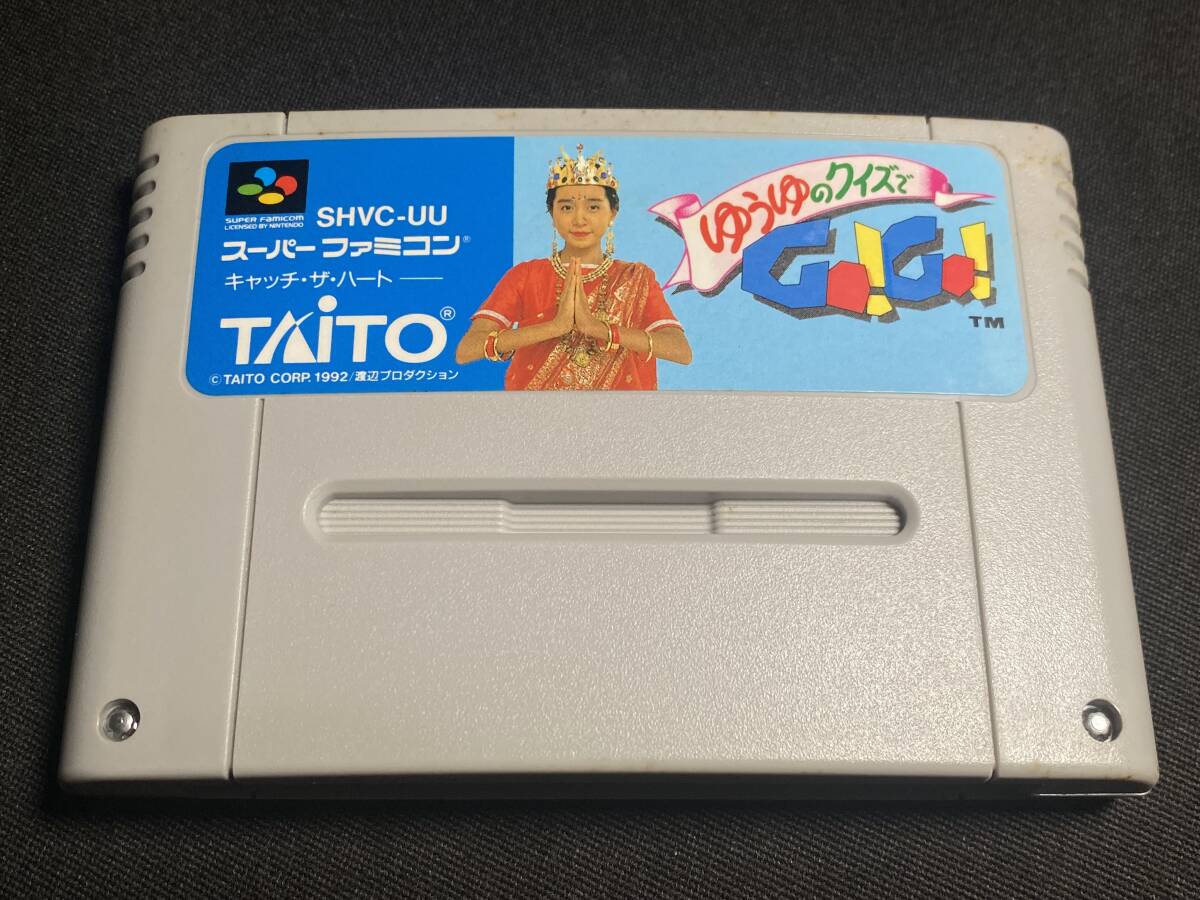 SUPER FAMICOM
LICENSED BY NINTENDO
SHVC-UU
スーパーファミコン®
キャッチ・ザ・ハート
TAiTO®
©TAITO CORP. 1992/渡辺プロダクション
ゆうゆのクイズで
GO!GO!
TM